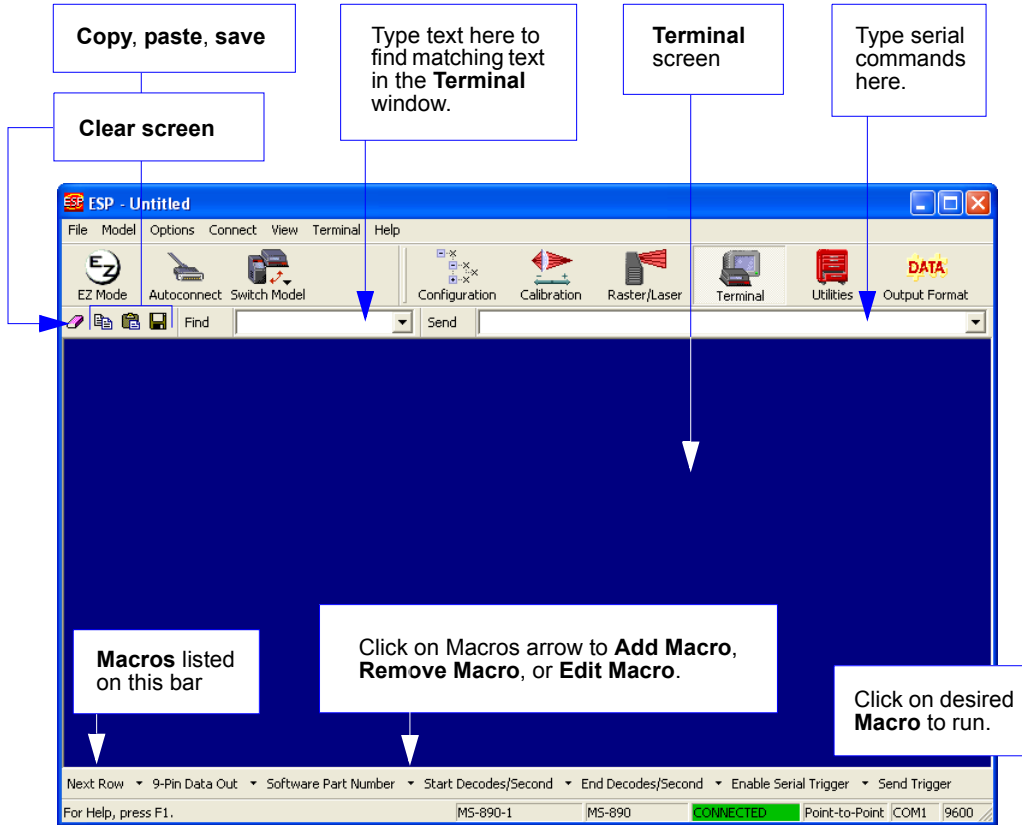 Copy, paste, save
Type text here to
find matching text
in the Terminal
window.
Terminal
screen
Type serial
commands
here.
Clear screen
ESP ESP - Untitled
File Model Options Connect View Terminal Help
EZ
EZ Mode Autoconnect Switch Model Configuration Calibration Raster/Laser Terminal Utilities DATA Output Format
Find Send
Macros listed
on this bar
Click on Macros arrow to Add Macro,
Remove Macro, or Edit Macro.
Click on desired
Macro to run.
Next Row 9-Pin Data Out Software Part Number Start Decodes/Second End Decodes/Second Enable Serial Trigger Send Trigger
For Help, press F1. MS-890-1 MS-890 CONNECTED Point-to-Point COM1 9600